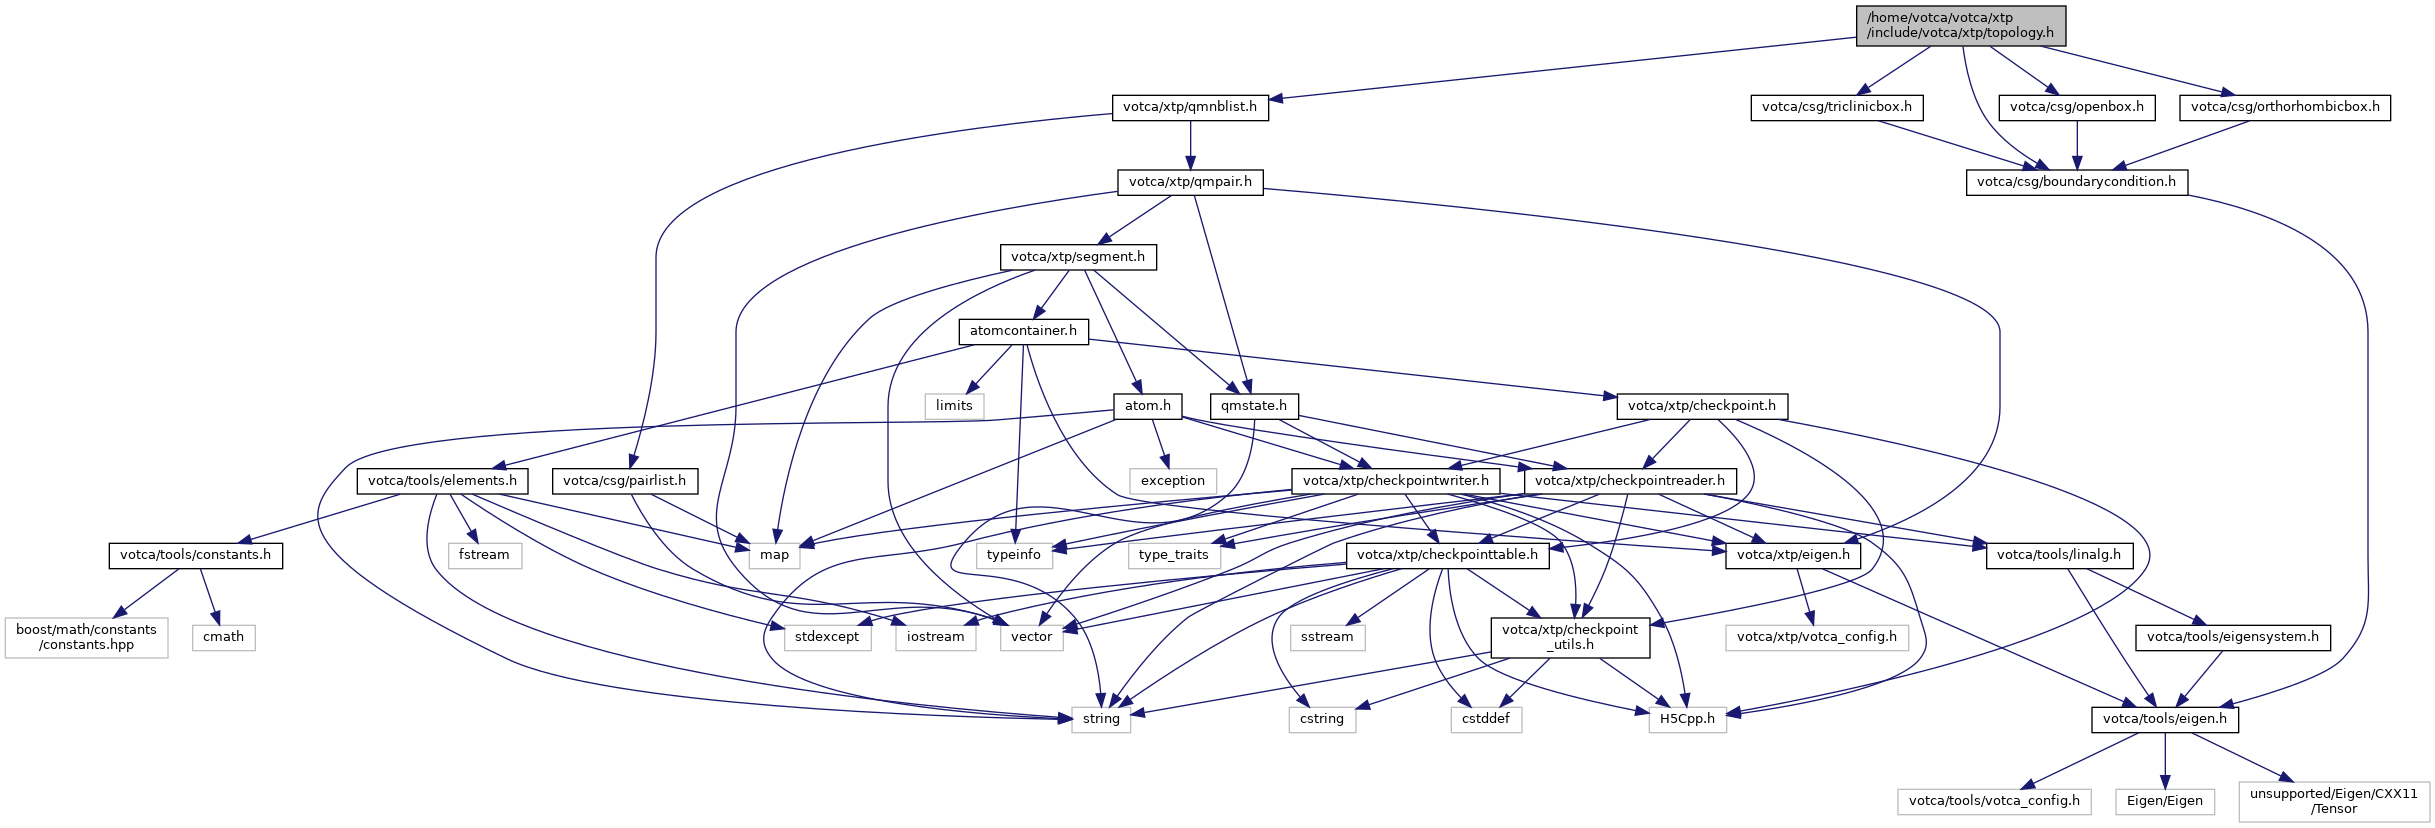 /home/votca/votca/xtp
/include/votca/xtp/topology.h
votca/xtp/qmnblist.h
votca/csg/triclinicbox.h
votca/csg/openbox.h
votca/csg/orthorhombicbox.h
votca/xtp/qmpair.h
votca/csg/boundarycondition.h
votca/xtp/segment.h
atomcontainer.h
limits
atom.h
qmstate.h
votca/xtp/checkpoint.h
votca/tools/elements.h
votca/csg/pairlist.h
exception
votca/xtp/checkpointwriter.h
votca/xtp/checkpointreader.h
votca/tools/constants.h
fstream
map
typeinfo
type_traits
votca/xtp/checkpointtable.h
votca/xtp/eigen.h
votca/tools/linalg.h
boost/math/constants
/constants.hpp
cmath
stdexcept
iostream
vector
sstream
votca/xtp/checkpoint
_utils.h
votca/xtp/votca_config.h
votca/tools/eigensystem.h
string
cstring
cstddef
H5Cpp.h
votca/tools/eigen.h
votca/tools/votca_config.h
Eigen/Eigen
unsupported/Eigen/CXX11
/Tensor